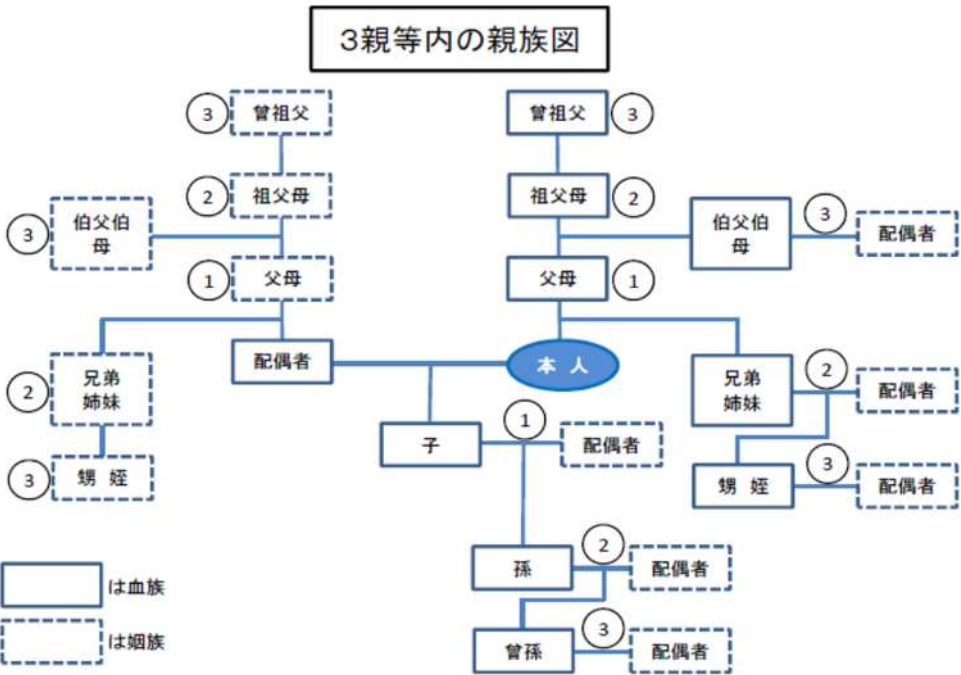 3親等内の親族図
3 曾祖父 曾祖父 3
2 祖父母 祖父母 2
3 伯父伯
母
伯父伯
母
3 配偶者
1 父母 父母 1
配偶者 本 人
2 兄弟
姉妹
兄弟
姉妹
2 配偶者
子 1 配偶者
3 甥 姪 甥 姪 3 配偶者
孫 2 配偶者
は血族
は姻族
曾孫 3 配偶者